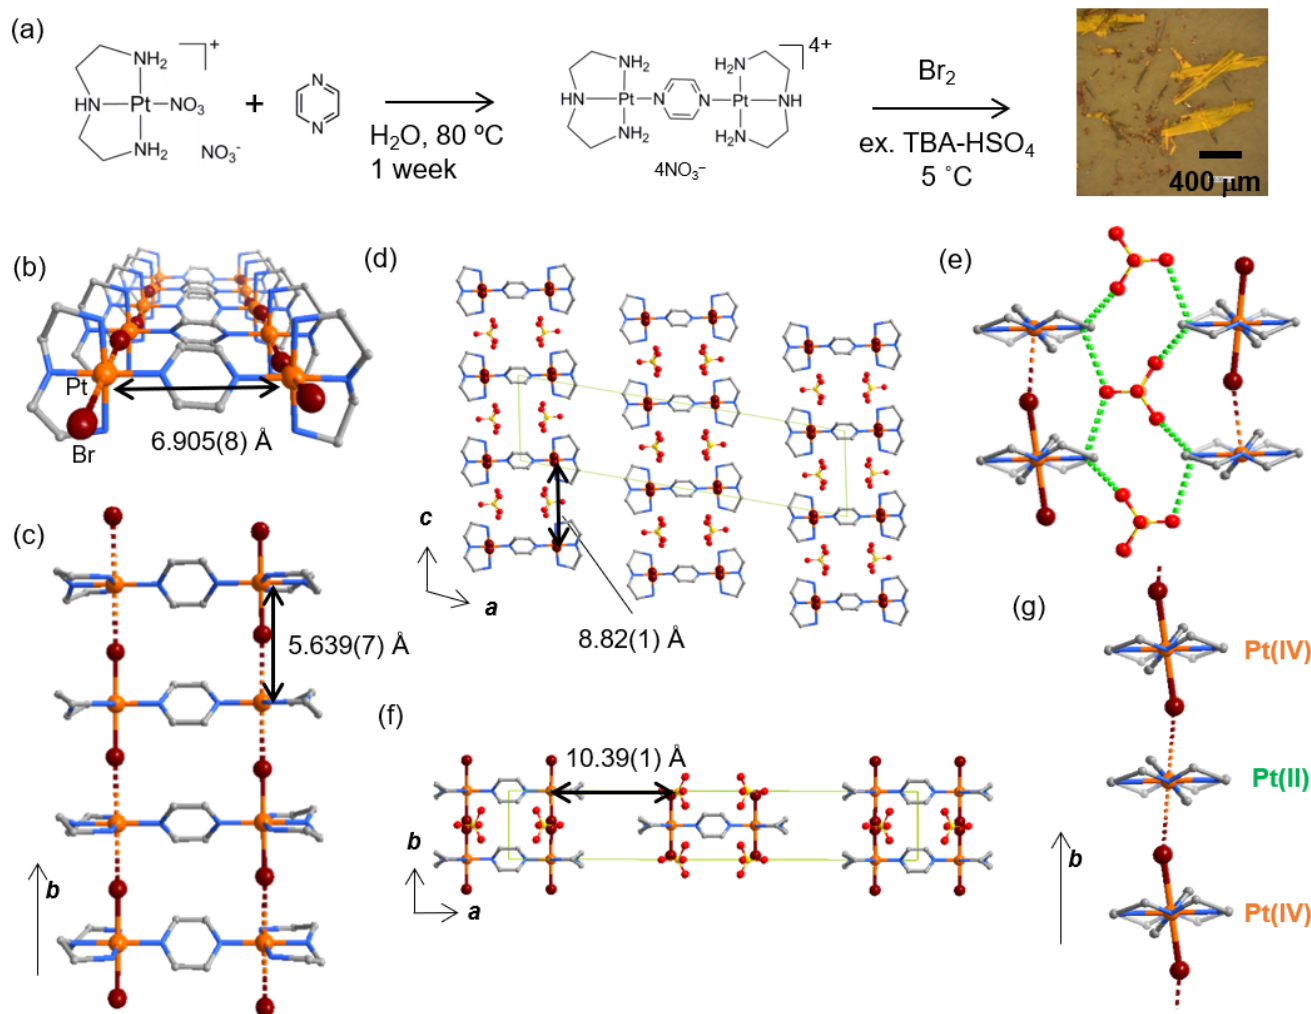 (a)
NH₂
HN
Pt
NO₃
NH₂
+
NO₃⁻
+
N
N
H₂O, 80 ºC
1 week
NH₂
HN
Pt
N
N
Pt
NH
NH₂
H₂N
H₂N
4+
4NO₃⁻
Br₂
ex. TBA-HSO₄
5 ˚C
400 μm
(b)
Pt
Br
6.905(8) Å
(c)
5.639(7) Å
b
(d)
c
a
8.82(1) Å
(e)
(f)
10.39(1) Å
b
a
(g)
Pt(IV)
Pt(II)
Pt(IV)
b